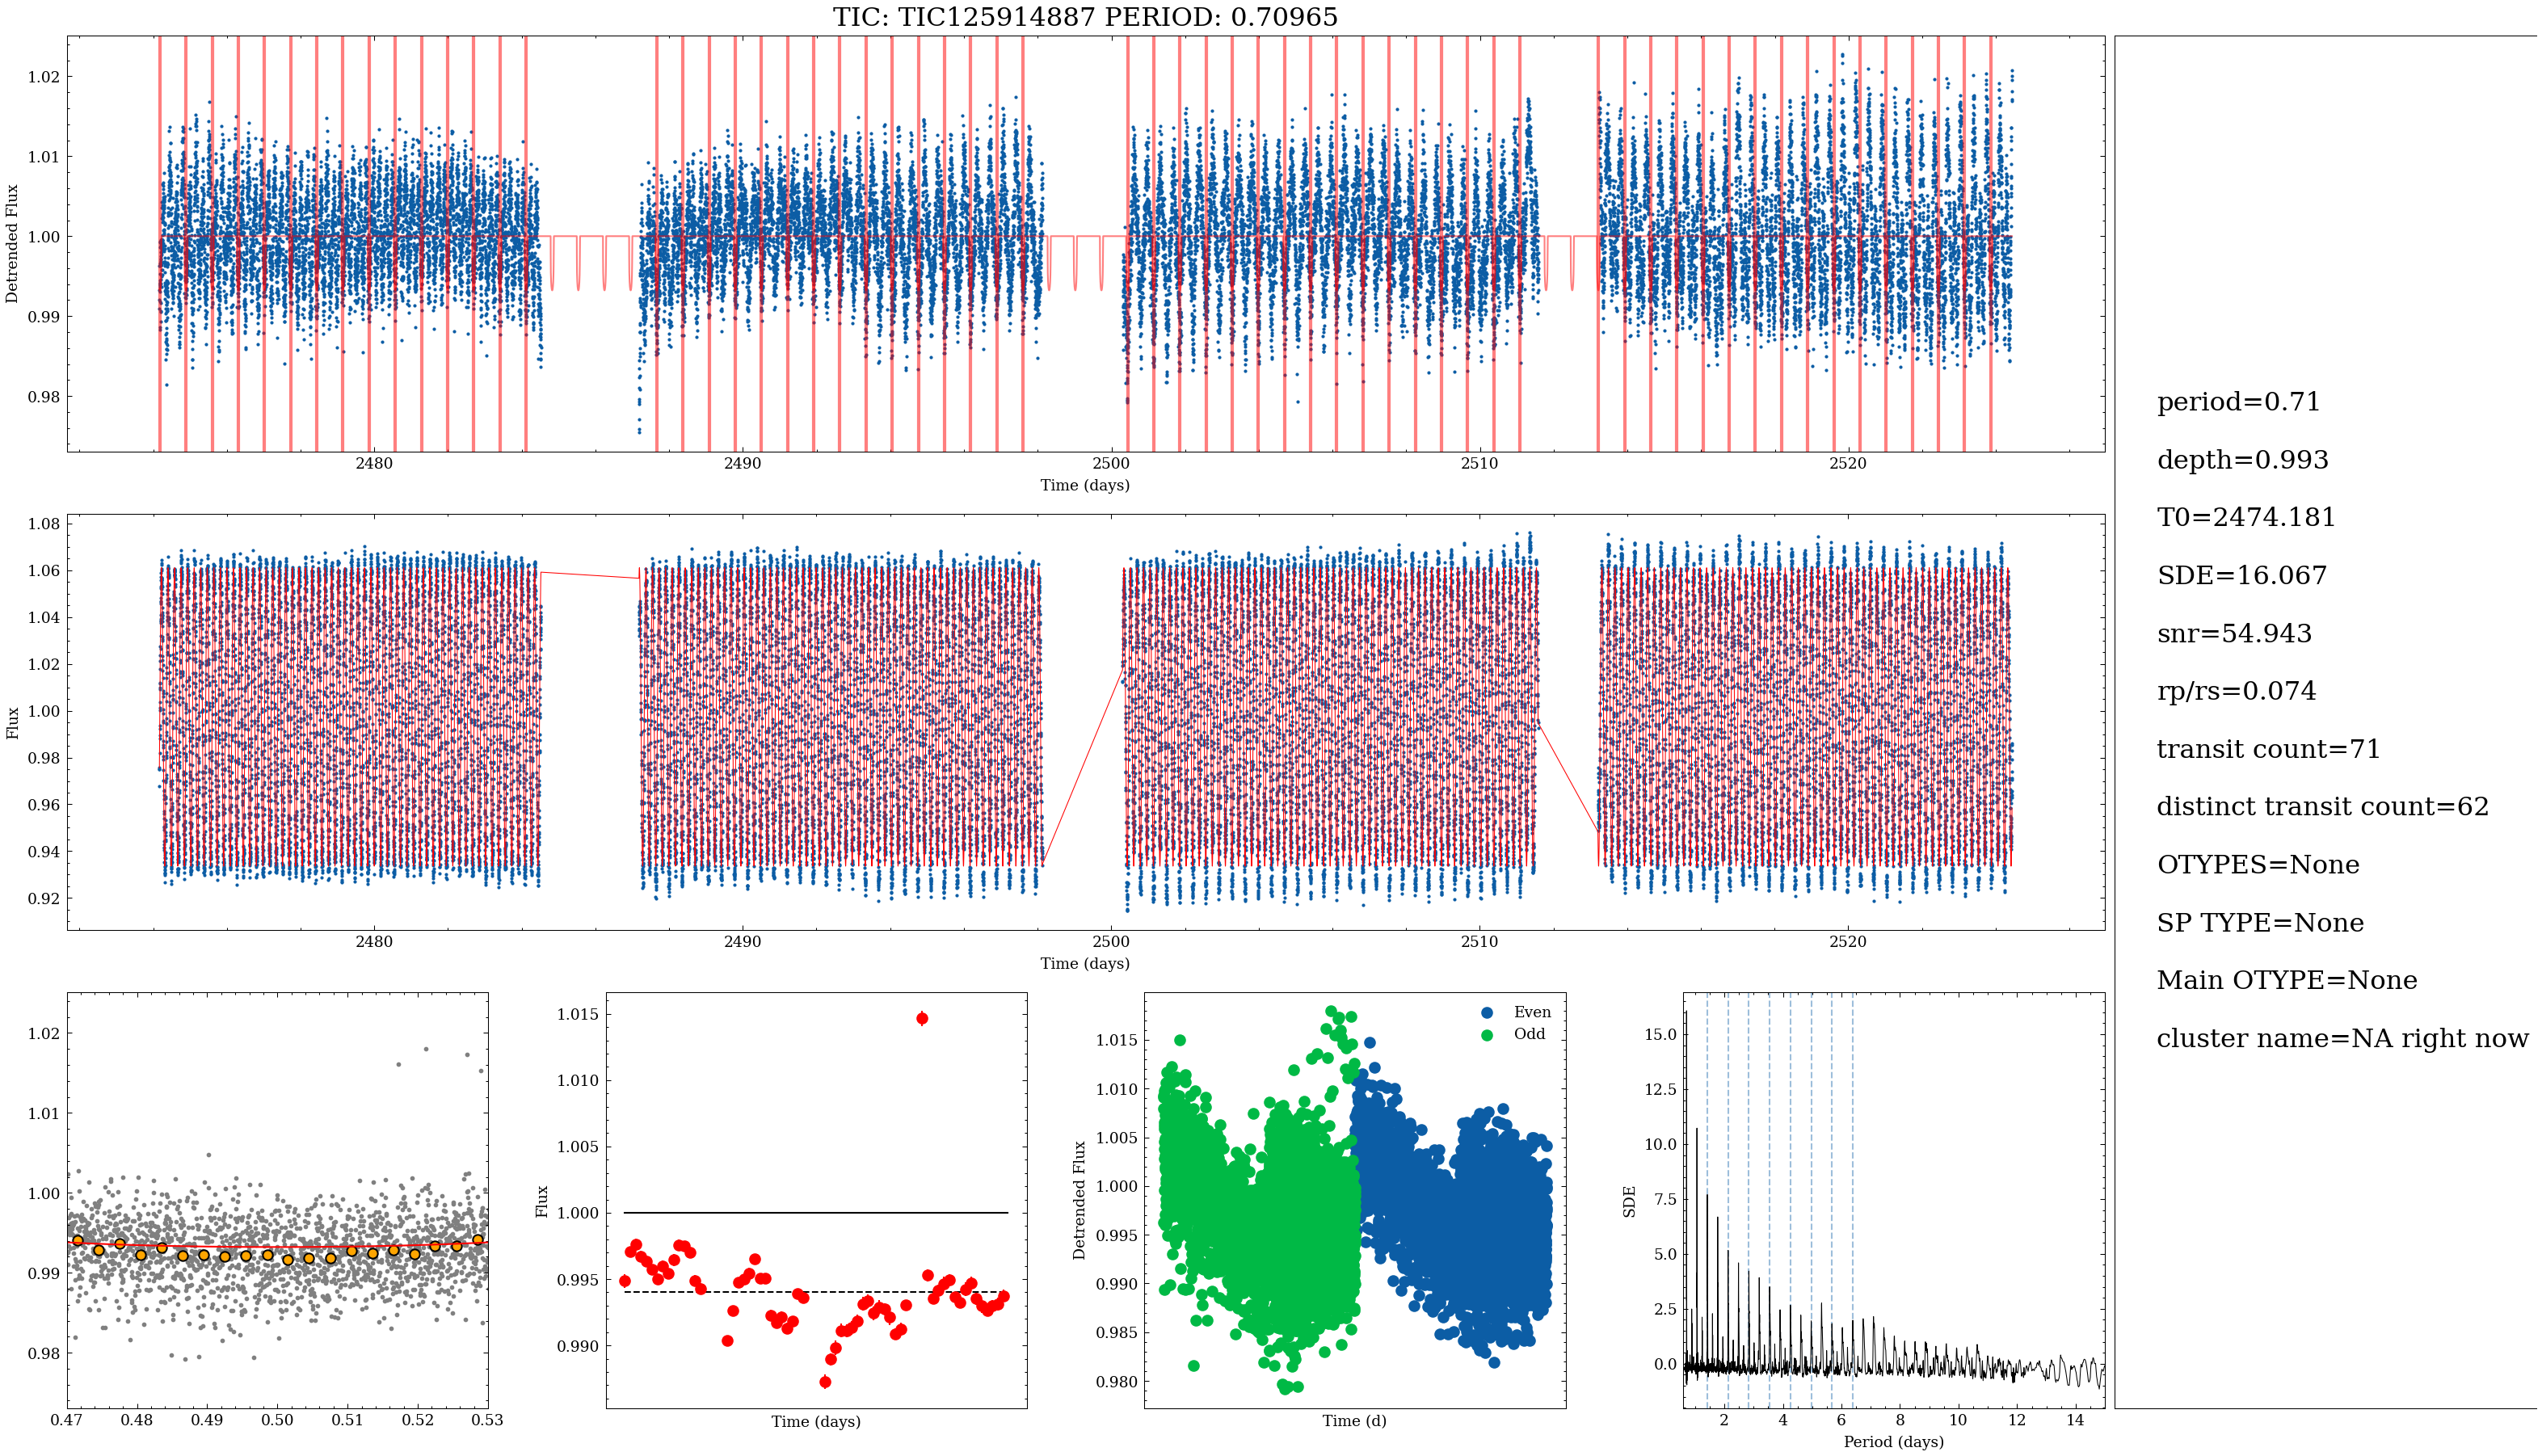 TIC: TIC125914887 PERIOD: 0.70965
1.02
1.01
1.00
0.99
0.98
Detrended Flux
2480
2490
2500
2510
2520
Time (days)
1.08
1.06
1.04
1.02
1.00
0.98
0.96
0.94
0.92
Flux
2480
2490
2500
2510
2520
Time (days)
1.02
1.01
1.00
0.99
0.98
0.47
0.48
0.49
0.50
0.51
0.52
0.53
1.015
1.010
1.005
1.000
0.995
0.990
Flux
Time (days)
1.015
1.010
1.005
1.000
0.995
0.990
0.985
0.980
Detrended Flux
Even
Odd
Time (d)
15.0
12.5
10.0
7.5
5.0
2.5
0.0
SDE
2
4
6
8
10
12
14
Period (days)
period=0.71
depth=0.993
T0=2474.181
SDE=16.067
snr=54.943
rp/rs=0.074
transit count=71
distinct transit count=62
OTYPES=None
SP TYPE=None
Main OTYPE=None
cluster name=NA right now